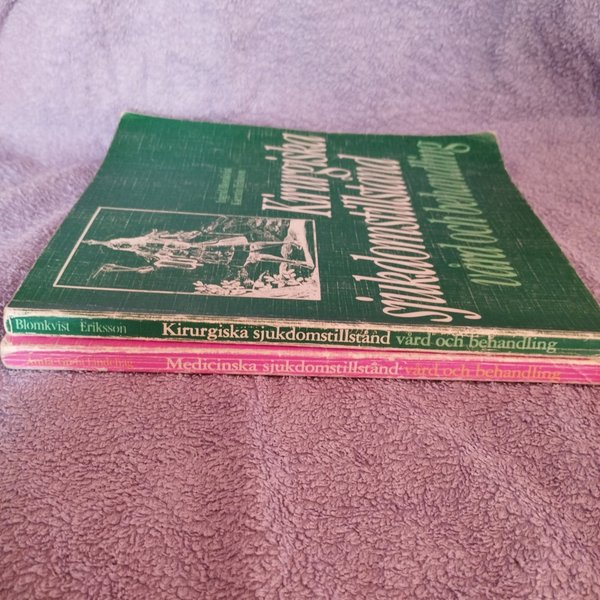 Kirurgiska
sjukdomstillstånd
vård och behandling
Blomkvist Eriksson Kirurgiska sjukdomstillstånd vård och behandling
Medicinska sjukdomstillstånd vård och behandling